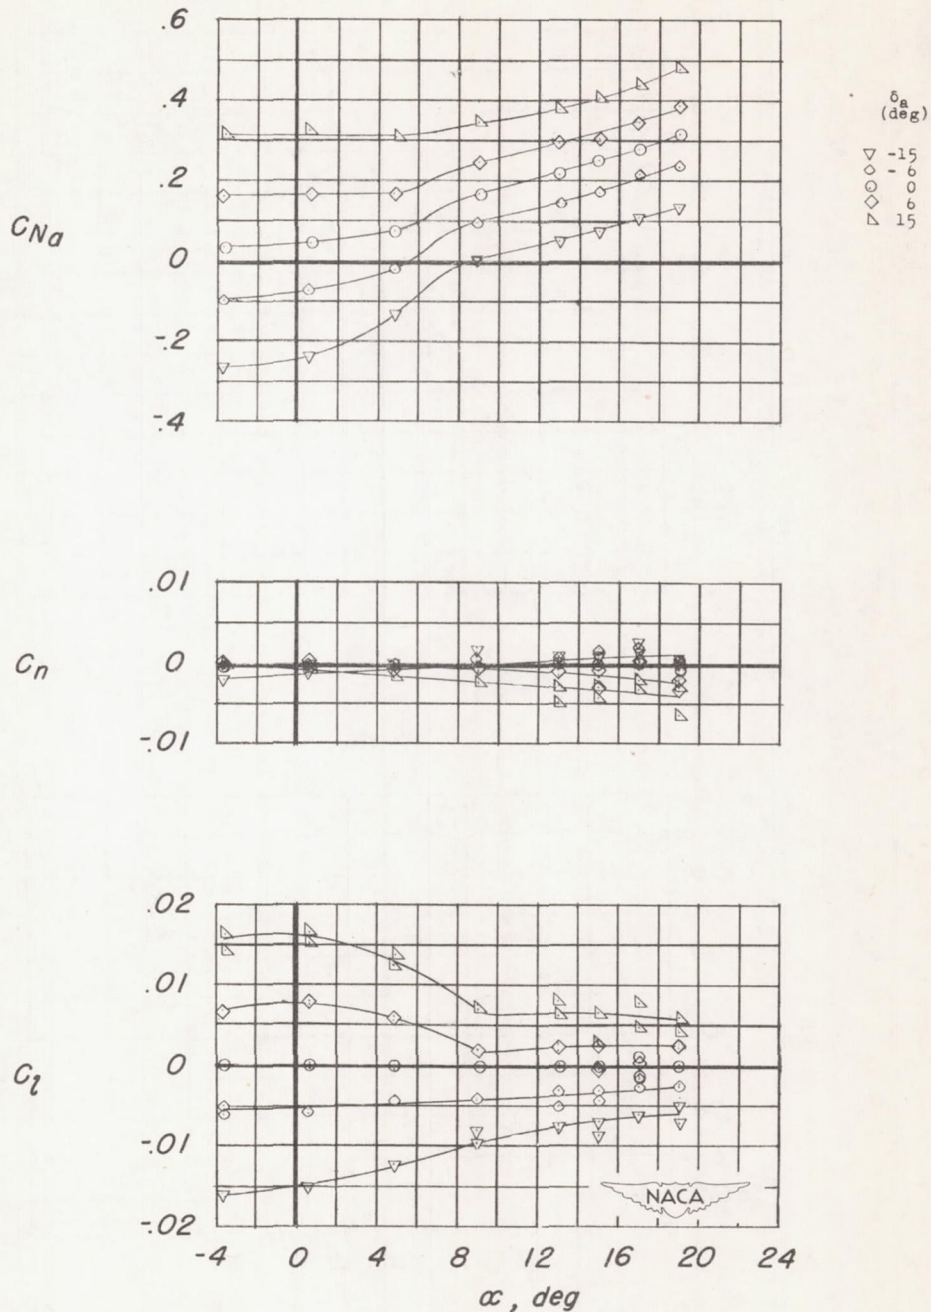 .6
.4
.2
0
-.2
-.4
C_Na
δa
(deg)
▽ -15
◇ - 6
○ 0
◇ 6
◺ 15
.01
0
-.01
C_n
.02
.01
0
-.01
-.02
C_l
NACA
-4 0 4 8 12 16 20 24
∝, deg